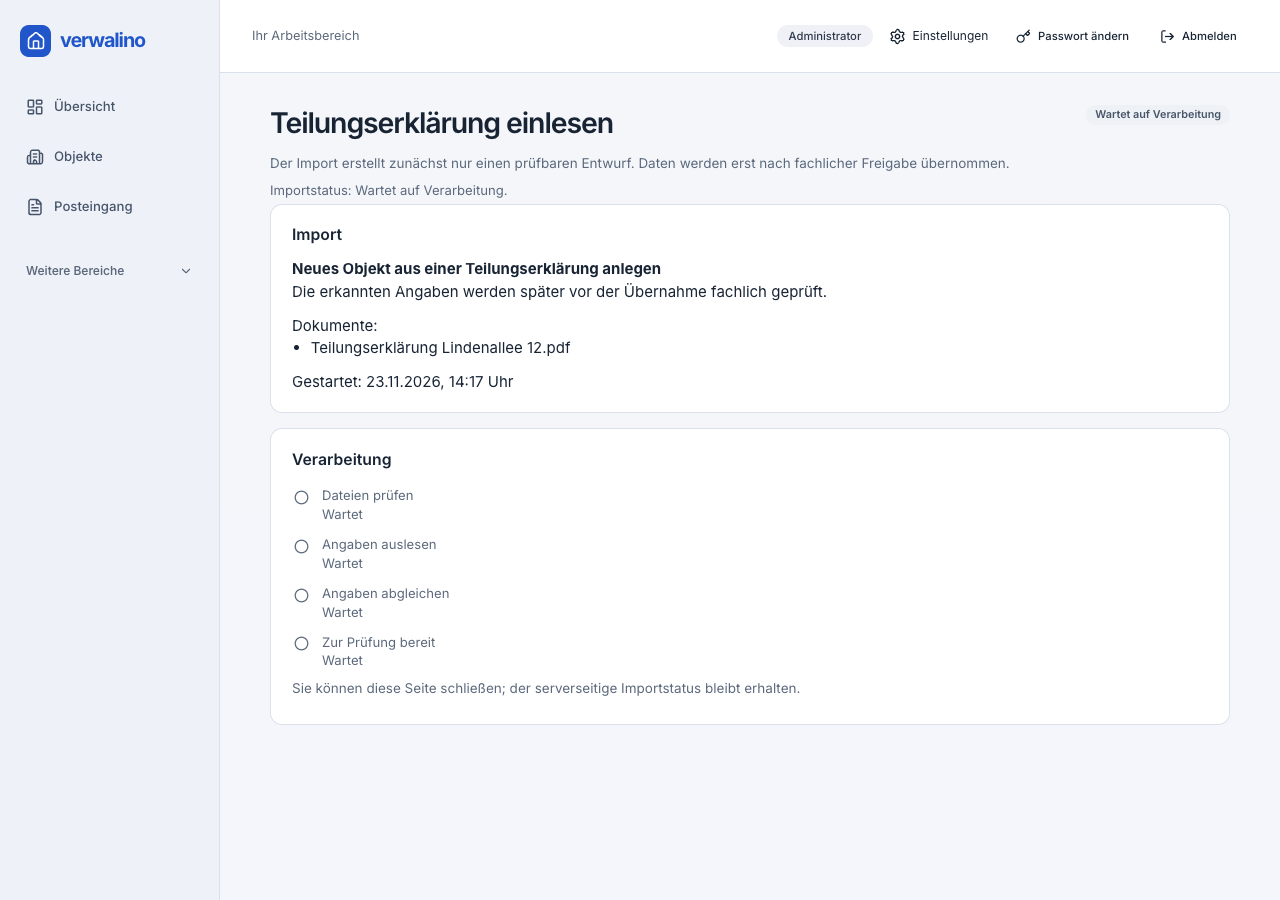 verwalino
Ihr Arbeitsbereich
Administrator
Einstellungen
Passwort ändern
Abmelden
Übersicht
Objekte
Posteingang
Weitere Bereiche
Teilungserklärung einlesen
Wartet auf Verarbeitung
Der Import erstellt zunächst nur einen prüfbaren Entwurf. Daten werden erst nach fachlicher Freigabe übernommen.
Importstatus: Wartet auf Verarbeitung.
Import
Neues Objekt aus einer Teilungserklärung anlegen
Die erkannten Angaben werden später vor der Übernahme fachlich geprüft.
Dokumente:
• Teilungserklärung Lindenallee 12.pdf
Gestartet: 23.11.2026, 14:17 Uhr
Verarbeitung
Dateien prüfen
Wartet
Angaben auslesen
Wartet
Angaben abgleichen
Wartet
Zur Prüfung bereit
Wartet
Sie können diese Seite schließen; der serverseitige Importstatus bleibt erhalten.